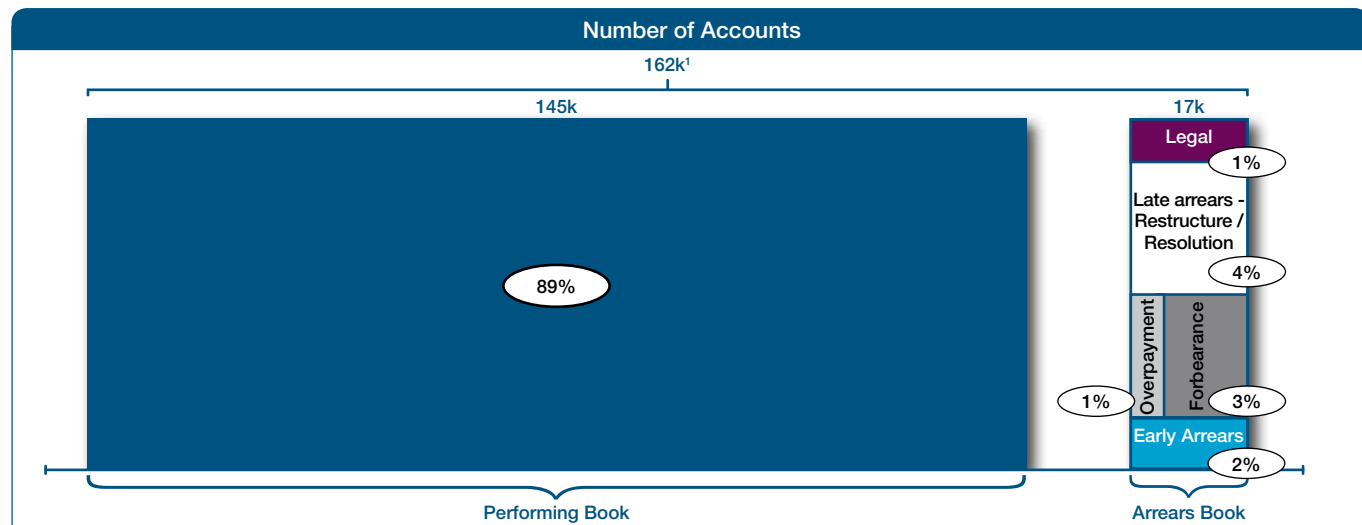 Number of Accounts
162k¹
145k
17k
Legal
1%
Late arrears -
Restructure /
Resolution
4%
89%
Overpayment
Forbearance
1%
3%
Early Arrears
2%
Performing Book
Arrears Book